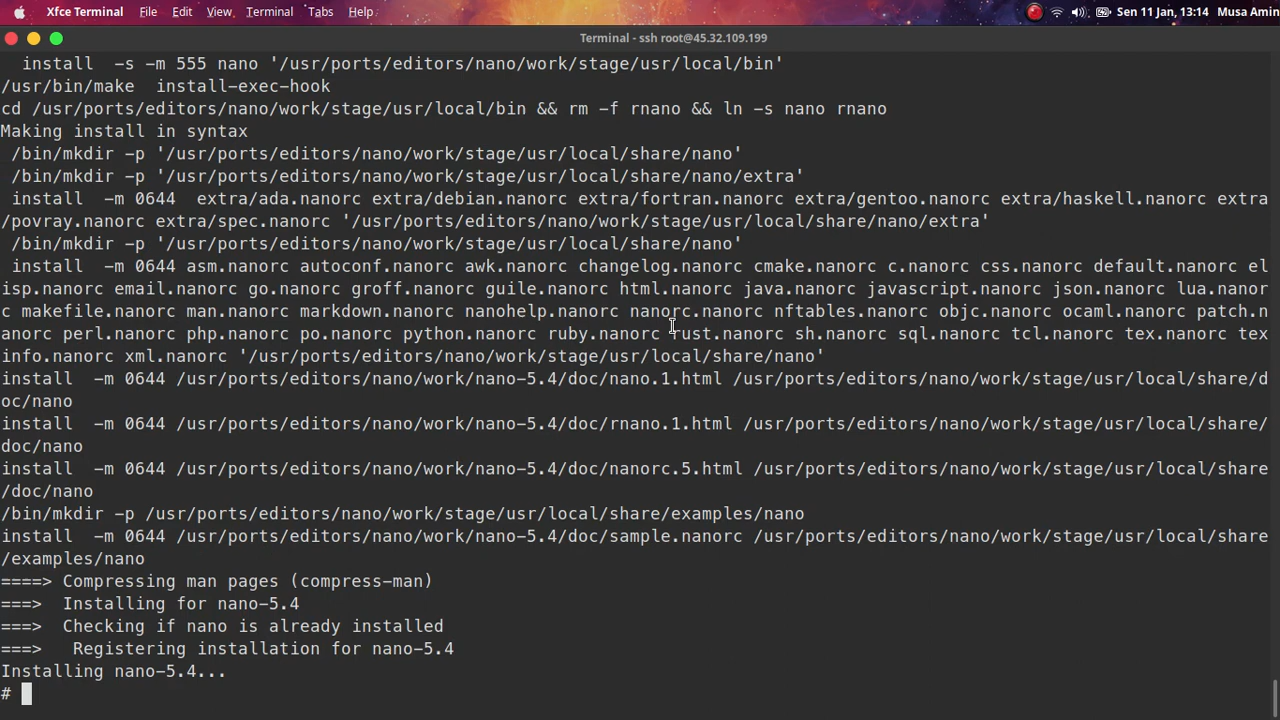 Xfce Terminal File Edit View Terminal Tabs Help Sen 11 Jan, 13:14 Musa Amin
Terminal - ssh root@45.32.109.199
install -s -m 555 nano '/usr/ports/editors/nano/work/stage/usr/local/bin'
/usr/bin/make install-exec-hook
cd /usr/ports/editors/nano/work/stage/usr/local/bin && rm -f rnano && ln -s nano rnano
Making install in syntax
/bin/mkdir -p '/usr/ports/editors/nano/work/stage/usr/local/share/nano'
/bin/mkdir -p '/usr/ports/editors/nano/work/stage/usr/local/share/nano/extra'
install -m 0644 extra/ada.nanorc extra/debian.nanorc extra/fortran.nanorc extra/gentoo.nanorc extra/haskell.nanorc extra
/povray.nanorc extra/spec.nanorc '/usr/ports/editors/nano/work/stage/usr/local/share/nano/extra'
/bin/mkdir -p '/usr/ports/editors/nano/work/stage/usr/local/share/nano'
install -m 0644 asm.nanorc autoconf.nanorc awk.nanorc changelog.nanorc cmake.nanorc c.nanorc css.nanorc default.nanorc el
isp.nanorc email.nanorc go.nanorc groff.nanorc guile.nanorc html.nanorc java.nanorc javascript.nanorc json.nanorc lua.nanor
c makefile.nanorc man.nanorc markdown.nanorc nanohelp.nanorc nanorc.nanorc nftables.nanorc objc.nanorc ocaml.nanorc patch.n
anorc perl.nanorc php.nanorc po.nanorc python.nanorc ruby.nanorc rust.nanorc sh.nanorc sql.nanorc tcl.nanorc tex.nanorc tex
info.nanorc xml.nanorc '/usr/ports/editors/nano/work/stage/usr/local/share/nano'
install -m 0644 /usr/ports/editors/nano/work/nano-5.4/doc/nano.1.html /usr/ports/editors/nano/work/stage/usr/local/share/d
oc/nano
install -m 0644 /usr/ports/editors/nano/work/nano-5.4/doc/rnano.1.html /usr/ports/editors/nano/work/stage/usr/local/share/
doc/nano
install -m 0644 /usr/ports/editors/nano/work/nano-5.4/doc/nanorc.5.html /usr/ports/editors/nano/work/stage/usr/local/share
/doc/nano
/bin/mkdir -p /usr/ports/editors/nano/work/stage/usr/local/share/examples/nano
install -m 0644 /usr/ports/editors/nano/work/nano-5.4/doc/sample.nanorc /usr/ports/editors/nano/work/stage/usr/local/share
/examples/nano
====> Compressing man pages (compress-man)
===> Installing for nano-5.4
===> Checking if nano is already installed
===> Registering installation for nano-5.4
Installing nano-5.4...
#